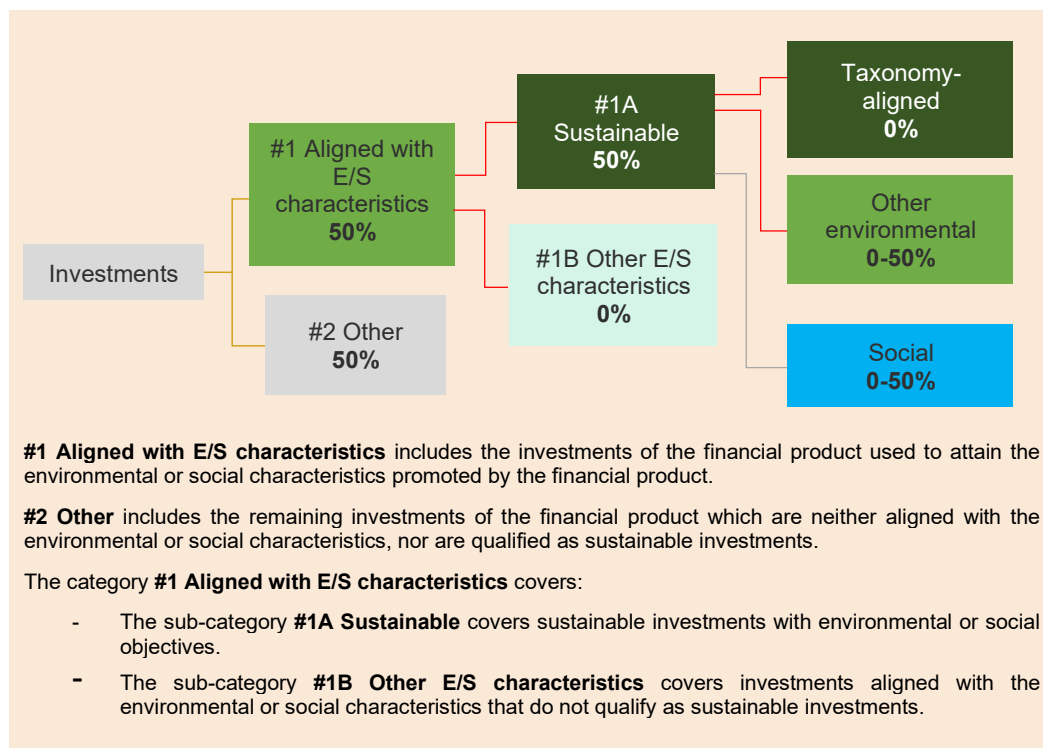 Investments
#1 Aligned with
E/S
characteristics
50%
#2 Other
50%
#1A
Sustainable
50%
#1B Other E/S
characteristics
0%
Taxonomy-
aligned
0%
Other
environmental
0-50%
Social
0-50%
#1 Aligned with E/S characteristics includes the investments of the financial product used to attain the
environmental or social characteristics promoted by the financial product.
#2 Other includes the remaining investments of the financial product which are neither aligned with the
environmental or social characteristics, nor are qualified as sustainable investments.
The category #1 Aligned with E/S characteristics covers:
- The sub-category #1A Sustainable covers sustainable investments with environmental or social
objectives.
- The sub-category #1B Other E/S characteristics covers investments aligned with the
environmental or social characteristics that do not qualify as sustainable investments.